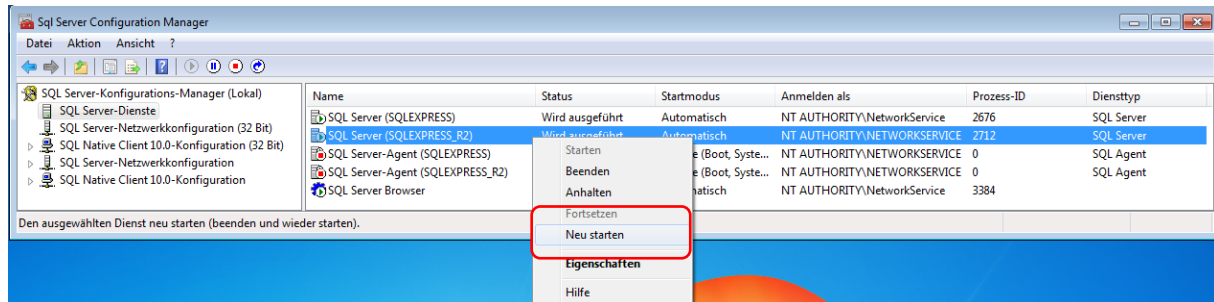 Sql Server Configuration Manager
Datei Aktion Ansicht ?
SQL Server-Konfigurations-Manager (Lokal)
SQL Server-Dienste
SQL Server-Netzwerkkonfiguration (32 Bit)
SQL Native Client 10.0-Konfiguration (32 Bit)
SQL Server-Netzwerkkonfiguration
SQL Native Client 10.0-Konfiguration
Name Status Startmodus Anmelden als Prozess-ID Diensttyp
SQL Server (SQLEXPRESS) Wird ausgeführt Automatisch NT AUTHORITY\NetworkService 2676 SQL Server
SQL Server (SQLEXPRESS_R2) Wird ausgeführt Automatisch NT AUTHORITY\NETWORKSERVICE 2712 SQL Server
SQL Server-Agent (SQLEXPRESS) e (Boot, Syste... NT AUTHORITY\NETWORKSERVICE 0 SQL Agent
SQL Server-Agent (SQLEXPRESS_R2) e (Boot, Syste... NT AUTHORITY\NETWORKSERVICE 0 SQL Agent
SQL Server Browser natisch NT AUTHORITY\NetworkService 3384
Starten
Beenden
Anhalten
Fortsetzen
Neu starten
Eigenschaften
Hilfe
Den ausgewählten Dienst neu starten (beenden und wieder starten).